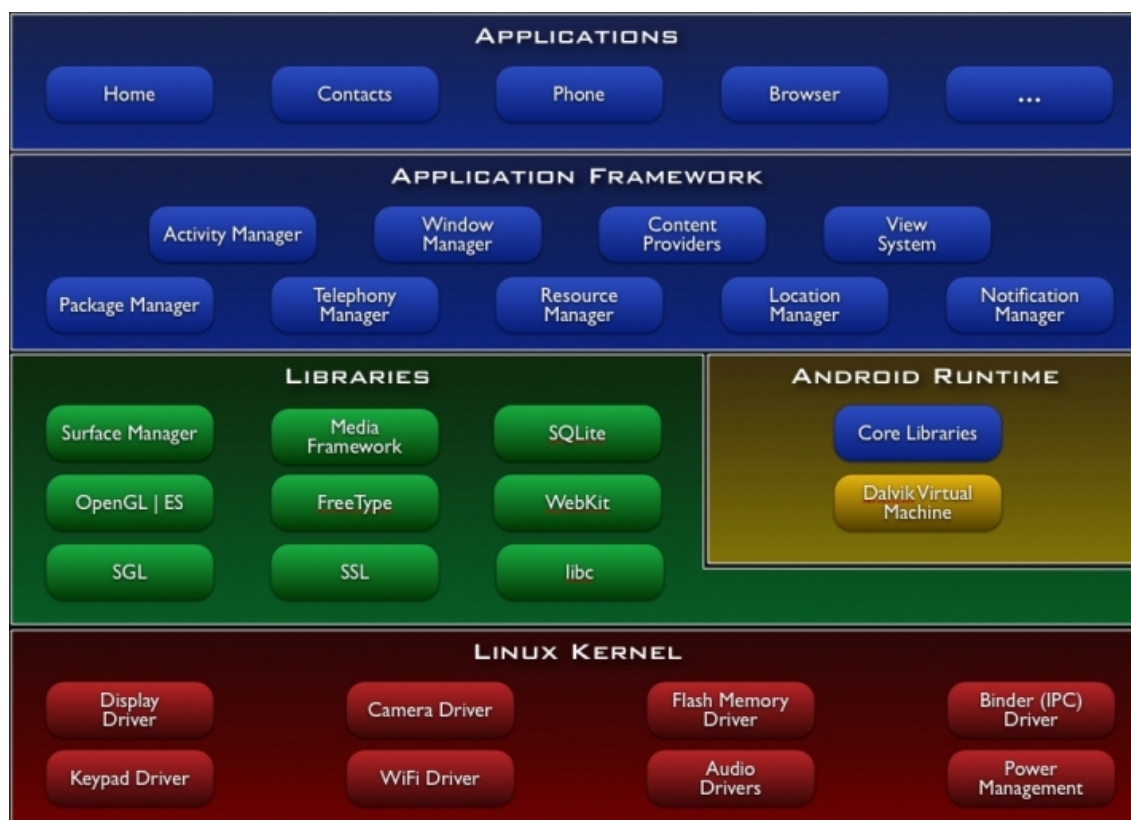 APPLICATIONS
Home Contacts Phone Browser ...
APPLICATION FRAMEWORK
Activity Manager
Window
Manager
Content
Providers
View
System
Package Manager
Telephony
Manager
Resource
Manager
Location
Manager
Notification
Manager
LIBRARIES
Surface Manager
Media
Framework
SQLite
OpenGL | ES
FreeType
WebKit
SGL
SSL
libc
ANDROID RUNTIME
Core Libraries
Dalvik Virtual
Machine
LINUX KERNEL
Display
Driver
Camera Driver
Flash Memory
Driver
Binder (IPC)
Driver
Keypad Driver
WiFi Driver
Audio
Drivers
Power
Management